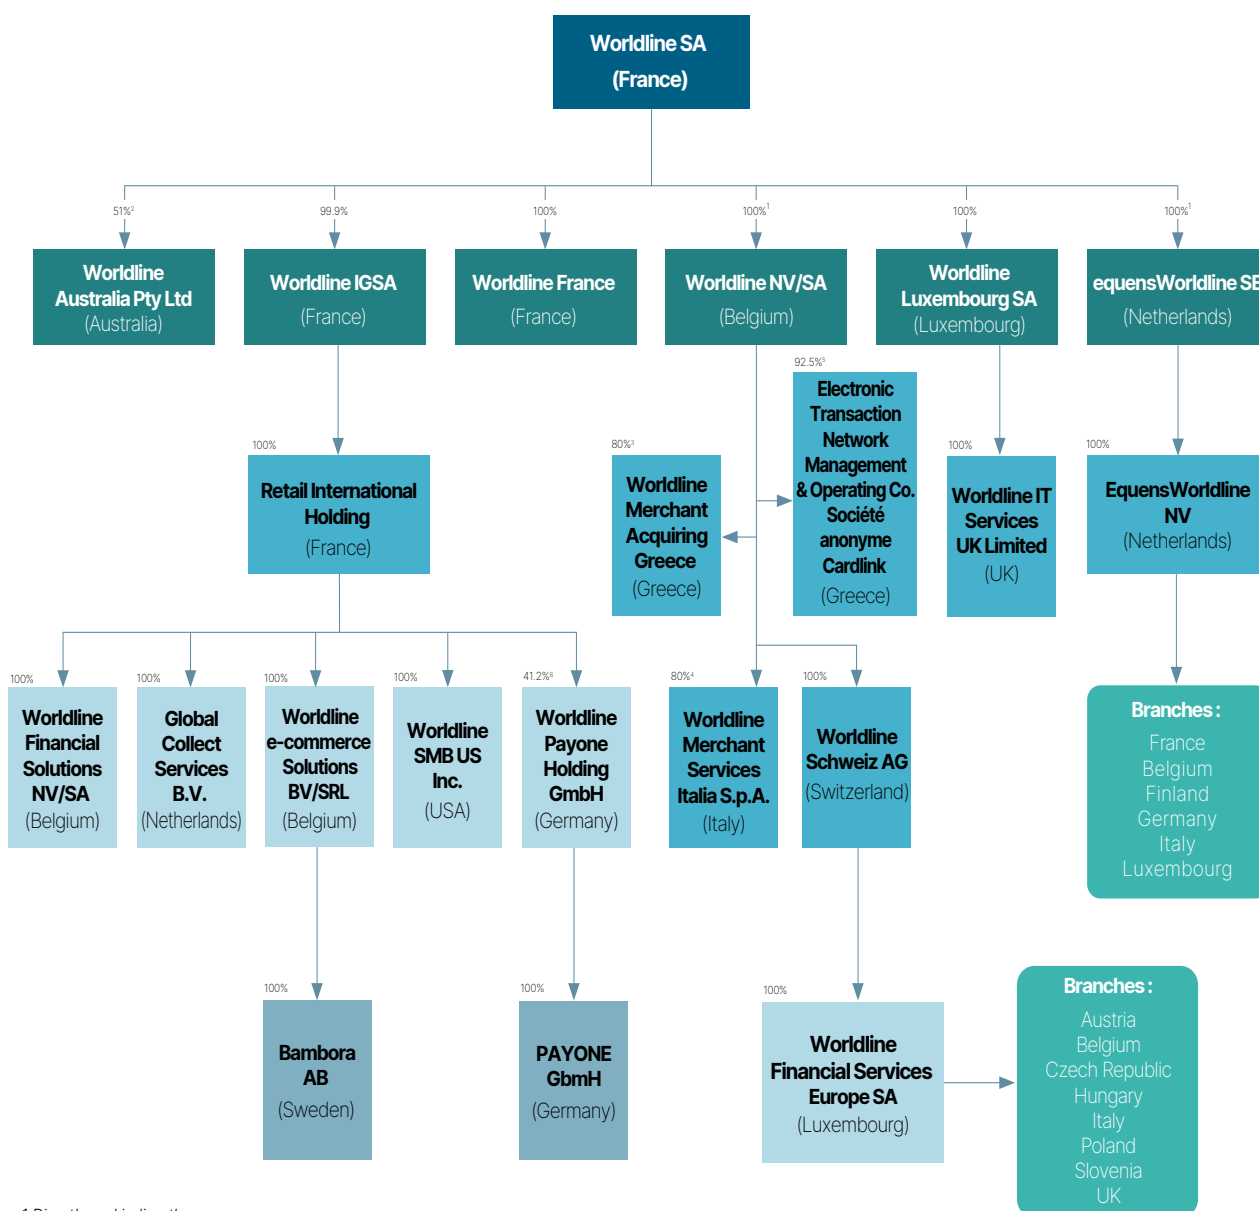 Worldline SA
(France)
51%²
99.9%
100%
100%¹
100%
100%¹
Worldline
Australia Pty Ltd
(Australia)
Worldline IGSA
(France)
Worldline France
(France)
Worldline NV/SA
(Belgium)
Worldline
Luxembourg SA
(Luxembourg)
equensWorldline SE
(Netherlands)
100%
Retail International
Holding
(France)
80%³
Worldline
Merchant
Acquiring
Greece
(Greece)
92.5%⁵
Electronic
Transaction
Network
Management
& Operating Co.
Société
anonyme
Cardlink
(Greece)
100%
Worldline IT
Services
UK Limited
(UK)
100%
EquensWorldline
NV
(Netherlands)
100%
Worldline
Financial
Solutions
NV/SA
(Belgium)
100%
Global
Collect
Services
B.V.
(Netherlands)
100%
Worldline
e-commerce
Solutions
BV/SRL
(Belgium)
100%
Worldline
SMB US
Inc.
(USA)
41.2%⁶
Worldline
Payone
Holding
GmbH
(Germany)
80%⁴
Worldline
Merchant
Services
Italia S.p.A.
(Italy)
100%
Worldline
Schweiz AG
(Switzerland)
Branches :
France
Belgium
Finland
Germany
Italy
Luxembourg
100%
Bambora
AB
(Sweden)
100%
PAYONE
GbmH
(Germany)
100%
Worldline
Financial Services
Europe SA
(Luxembourg)
Branches :
Austria
Belgium
Czech Republic
Hungary
Italy
Poland
Slovenia
UK